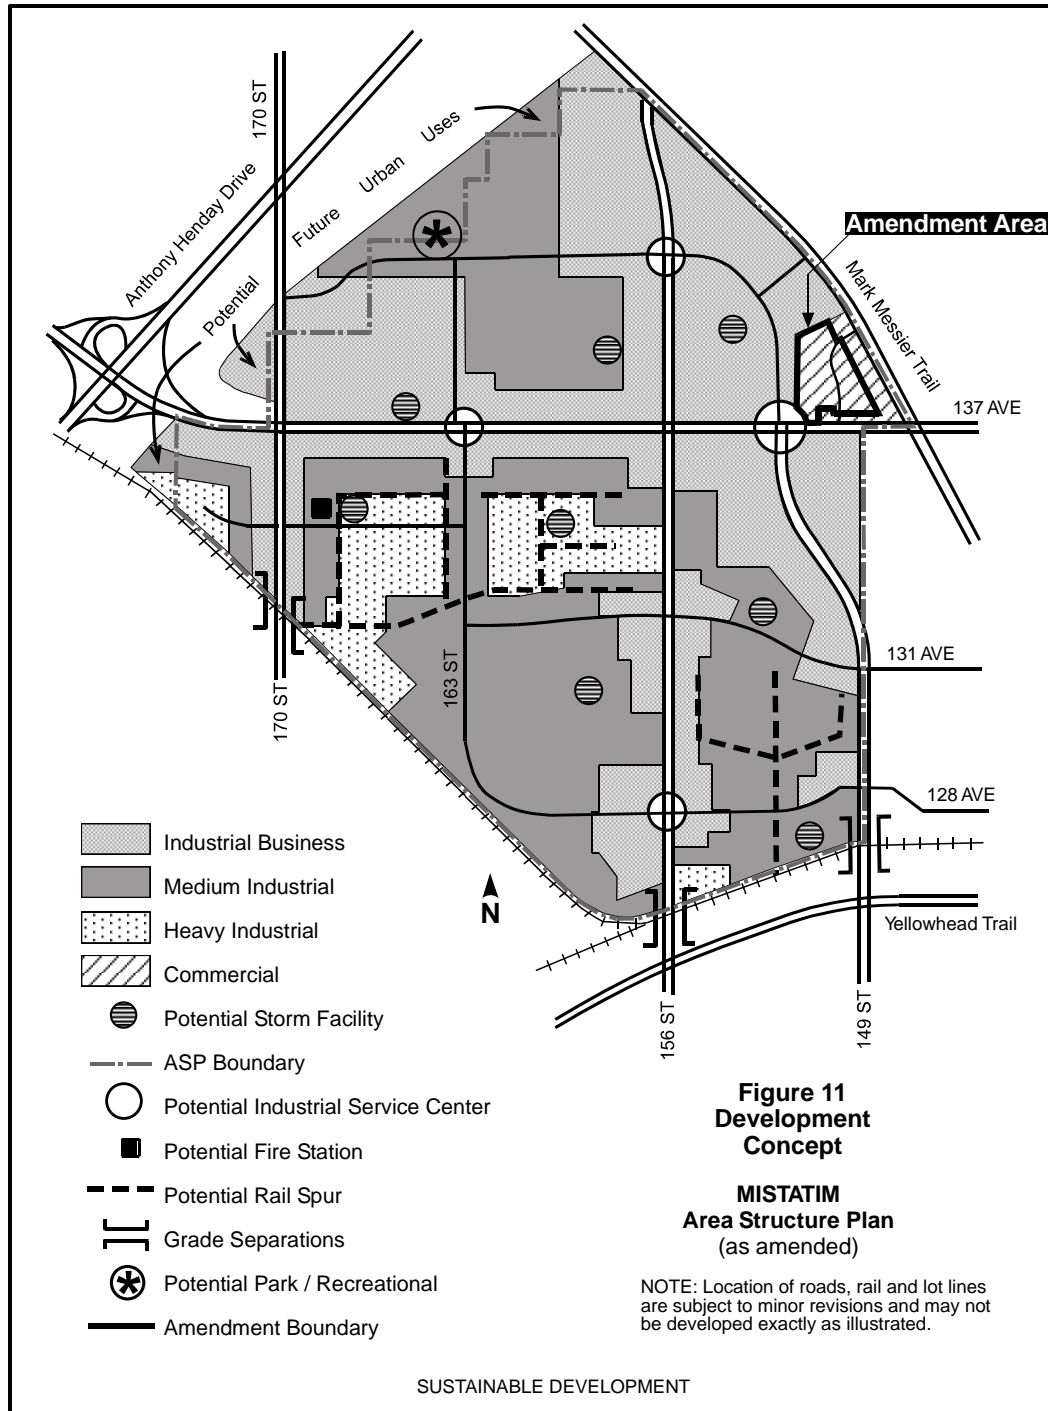 170 ST
Anthony Henday Drive
Potential Future Urban Uses
Amendment Area
Mark Messier Trail
137 AVE
163 ST
170 ST
131 AVE
128 AVE
Yellowhead Trail
156 ST
149 ST
N
Industrial Business
Medium Industrial
Heavy Industrial
Commercial
Potential Storm Facility
ASP Boundary
Potential Industrial Service Center
Potential Fire Station
Potential Rail Spur
Grade Separations
Potential Park / Recreational
Amendment Boundary
Figure 11
Development
Concept
MISTATIM
Area Structure Plan
(as amended)
NOTE: Location of roads, rail and lot lines
are subject to minor revisions and may not
be developed exactly as illustrated.
SUSTAINABLE DEVELOPMENT